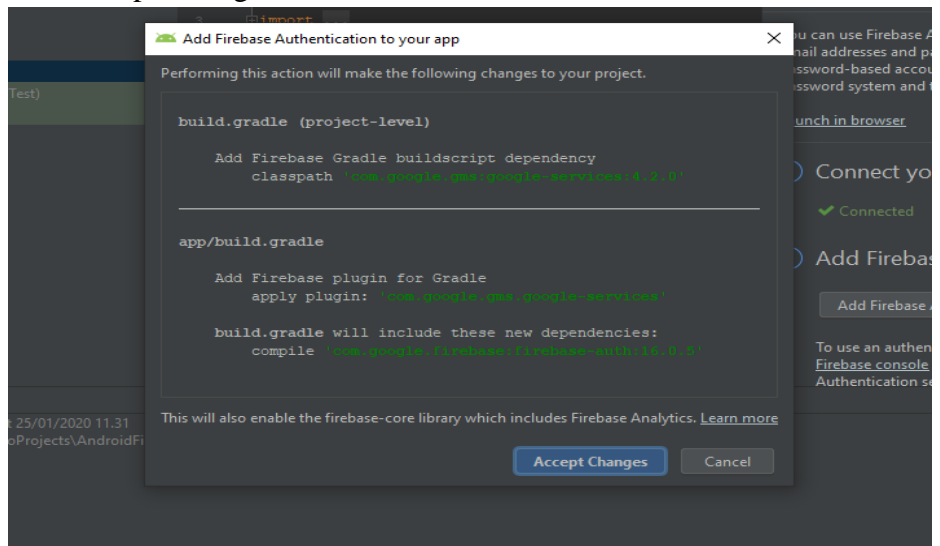 3 import ...
Add Firebase Authentication to your app
Performing this action will make the following changes to your project.
build.gradle (project-level)
Add Firebase Gradle buildscript dependency
classpath 'com.google.gms:google-services:4.2.0'
app/build.gradle
Add Firebase plugin for Gradle
apply plugin: 'com.google.gms.google-services'
build.gradle will include these new dependencies:
compile 'com.google.firebase:firebase-auth:16.0.5'
This will also enable the firebase-core library which includes Firebase Analytics. Learn more
Accept Changes
Cancel
Test)
25/01/2020 11.31
oProjects\AndroidFi
u can use Firebase A
nail addresses and pa
ssword-based accou
ssword system and t
unch in browser
Connect yo
Connected
Add Firebas
Add Firebase A
To use an authen
Firebase console
Authentication se